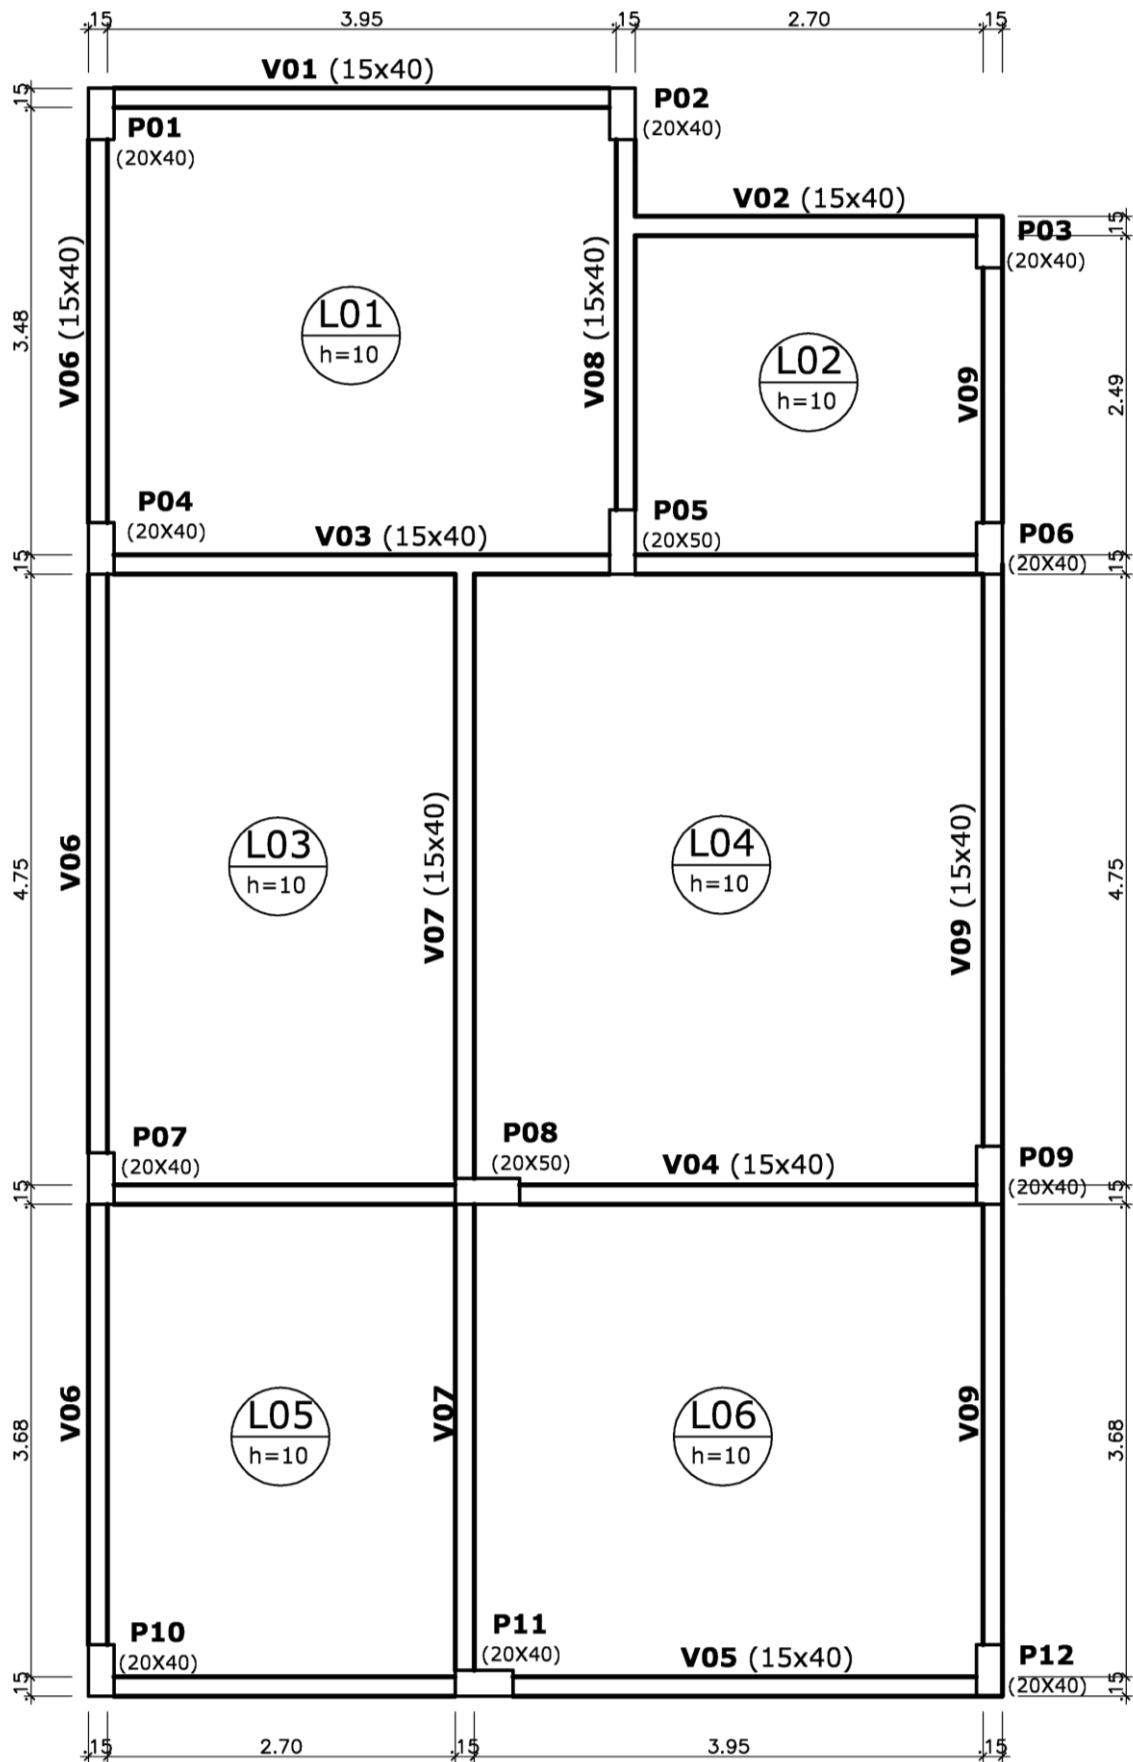 .15 3.95 .15 2.70 .15
V01 (15x40)
P01
(20X40)
P02
(20X40)
.15
V02 (15x40)
P03
(20X40)
.15
V06 (15x40)
3.48
L01
h=10
V08 (15x40)
L02
h=10
V09
2.49
P04
(20X40)
V03 (15x40)
P05
(20X50)
P06
(20X40)
.15
.15
V06
4.75
L03
h=10
V07 (15x40)
L04
h=10
V09 (15x40)
4.75
P07
(20X40)
P08
(20X50)
V04 (15x40)
P09
(20X40)
.15
.15
V06
3.68
L05
h=10
V07
L06
h=10
V09
3.68
P10
(20X40)
P11
(20X40)
V05 (15x40)
P12
(20X40)
.15
.15
.15 2.70 .15 3.95 .15